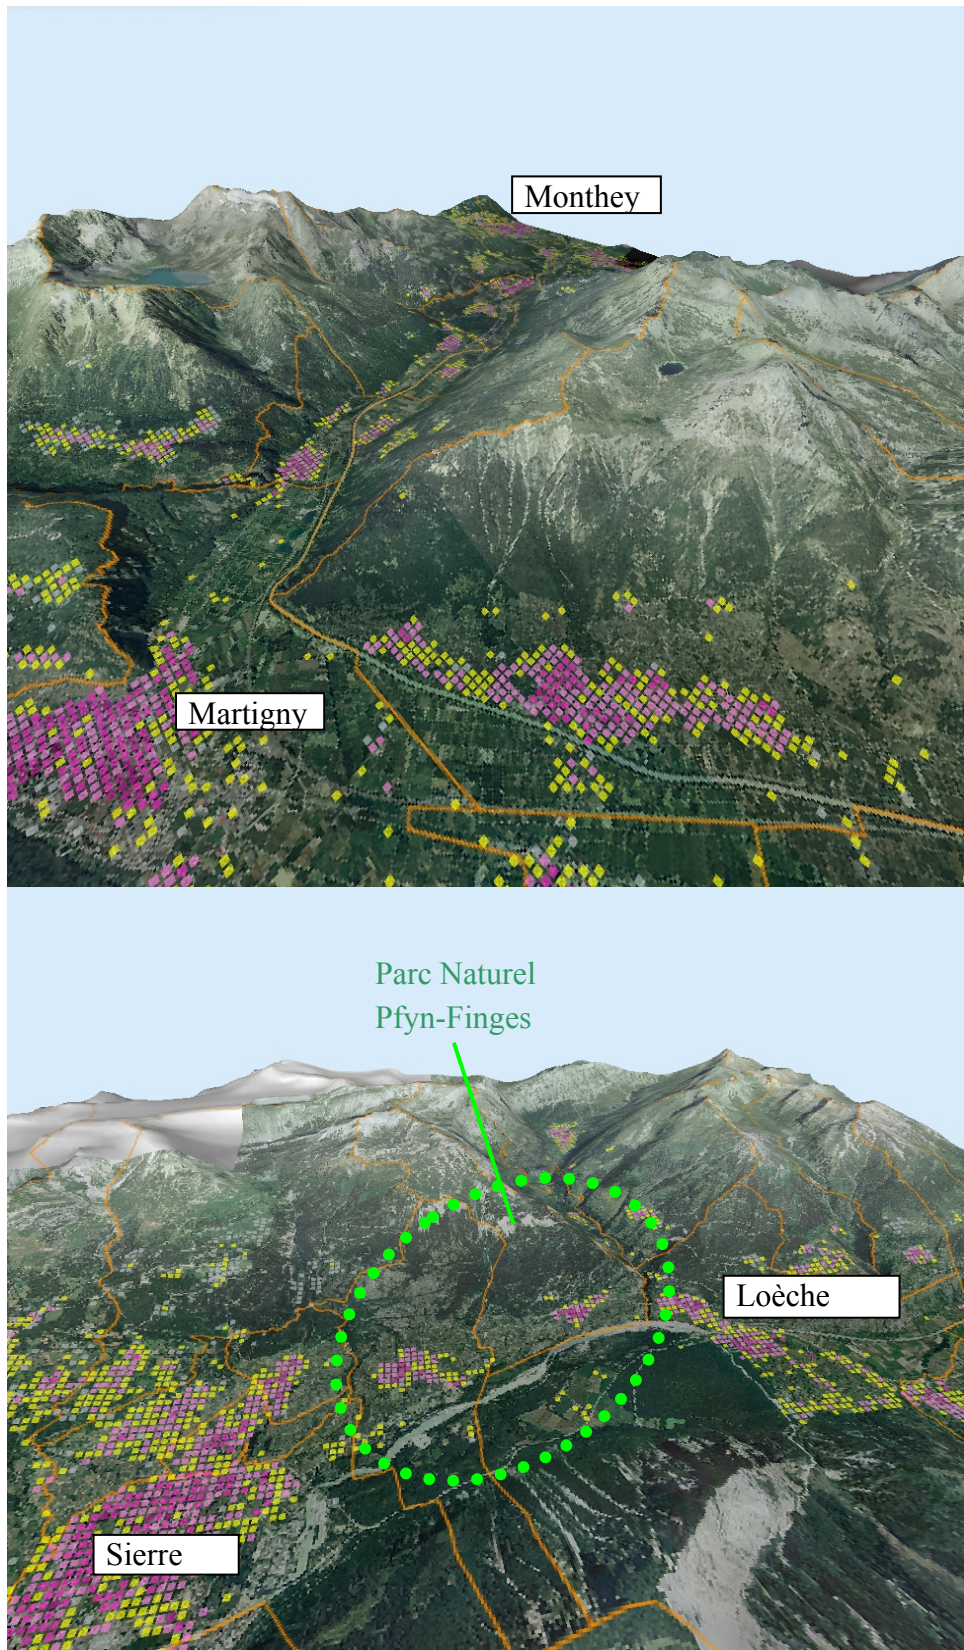 Monthey
Martigny
Parc Naturel
Pfyn-Finges
Loèche
Sierre